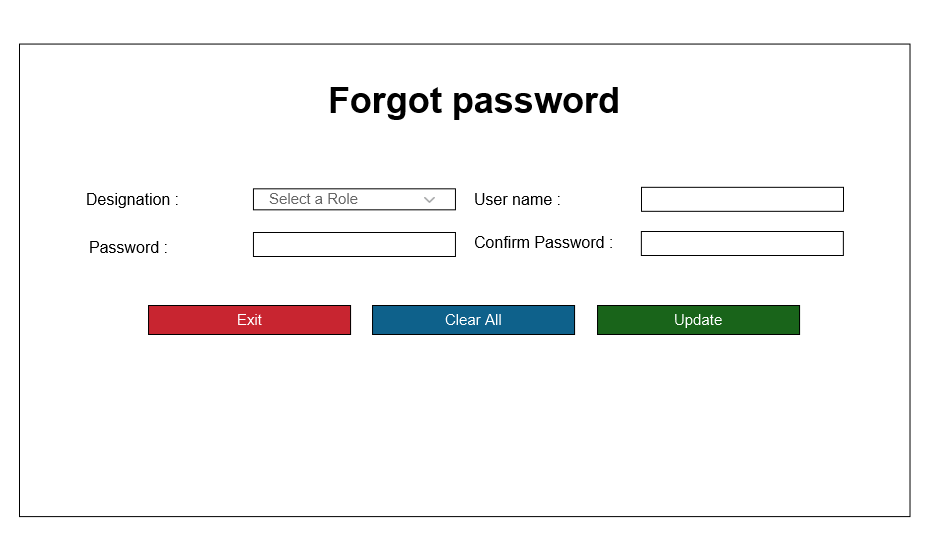 Forgot password
Designation : Select a Role User name :
Password : Confirm Password :
Exit Clear All Update